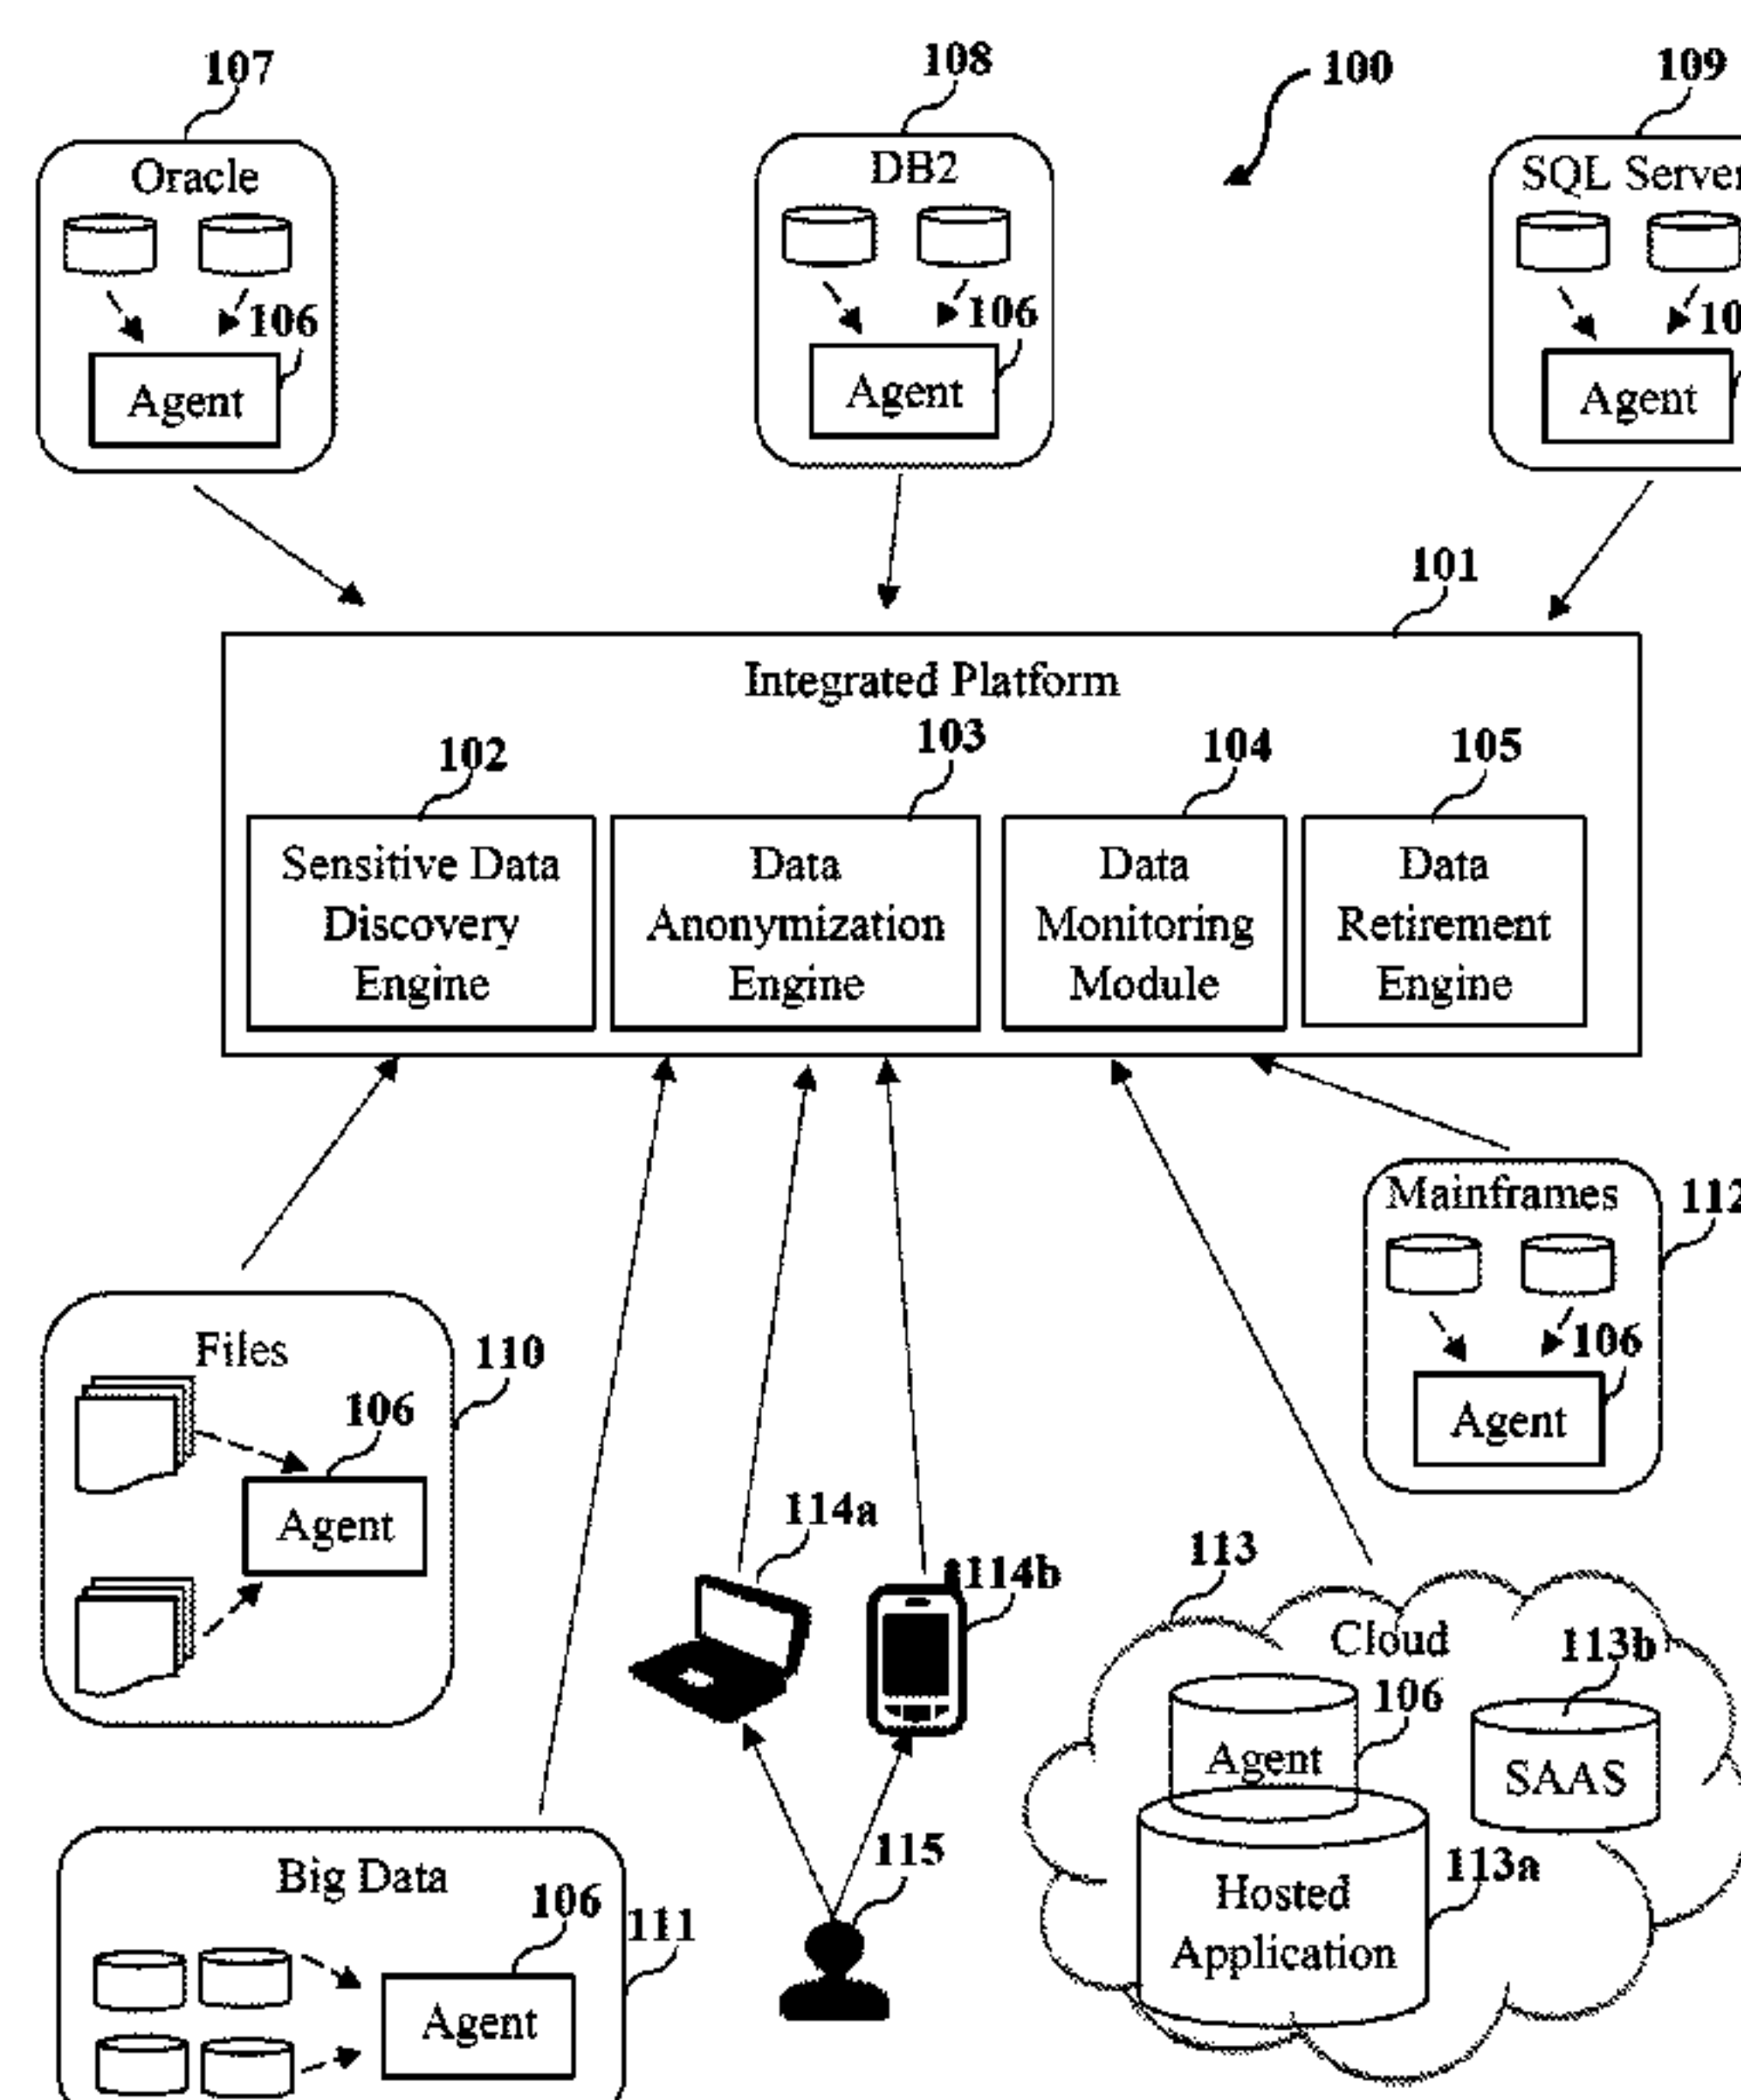 107
108
100
109
Oracle
DB2
SQL Server
106
106
10
Agent
Agent
Agent
101
Integrated Platform
102
103
104
105
Sensitive Data
Discovery
Engine
Data
Anonymization
Engine
Data
Monitoring
Module
Data
Retirement
Engine
Mainframes
112
106
Agent
Files
110
106
Agent
114a
114b
113
Cloud
113b
106
Agent
SAAS
115
113a
Hosted
Application
Big Data
106
111
Agent